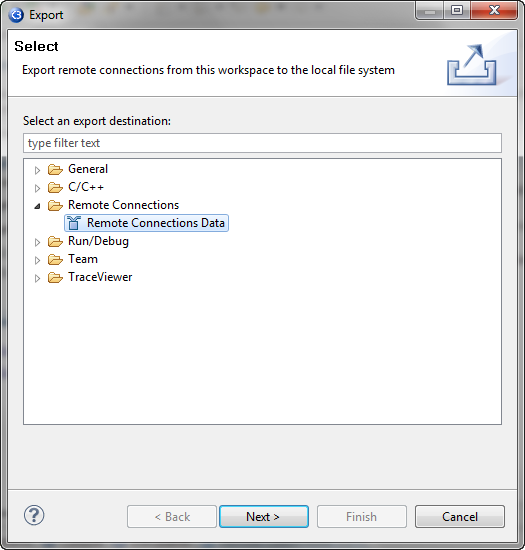 Export
Select
Export remote connections from this workspace to the local file system
Select an export destination:
type filter text
General
C/C++
Remote Connections
Remote Connections Data
Run/Debug
Team
TraceViewer
? < Back Next > Finish Cancel